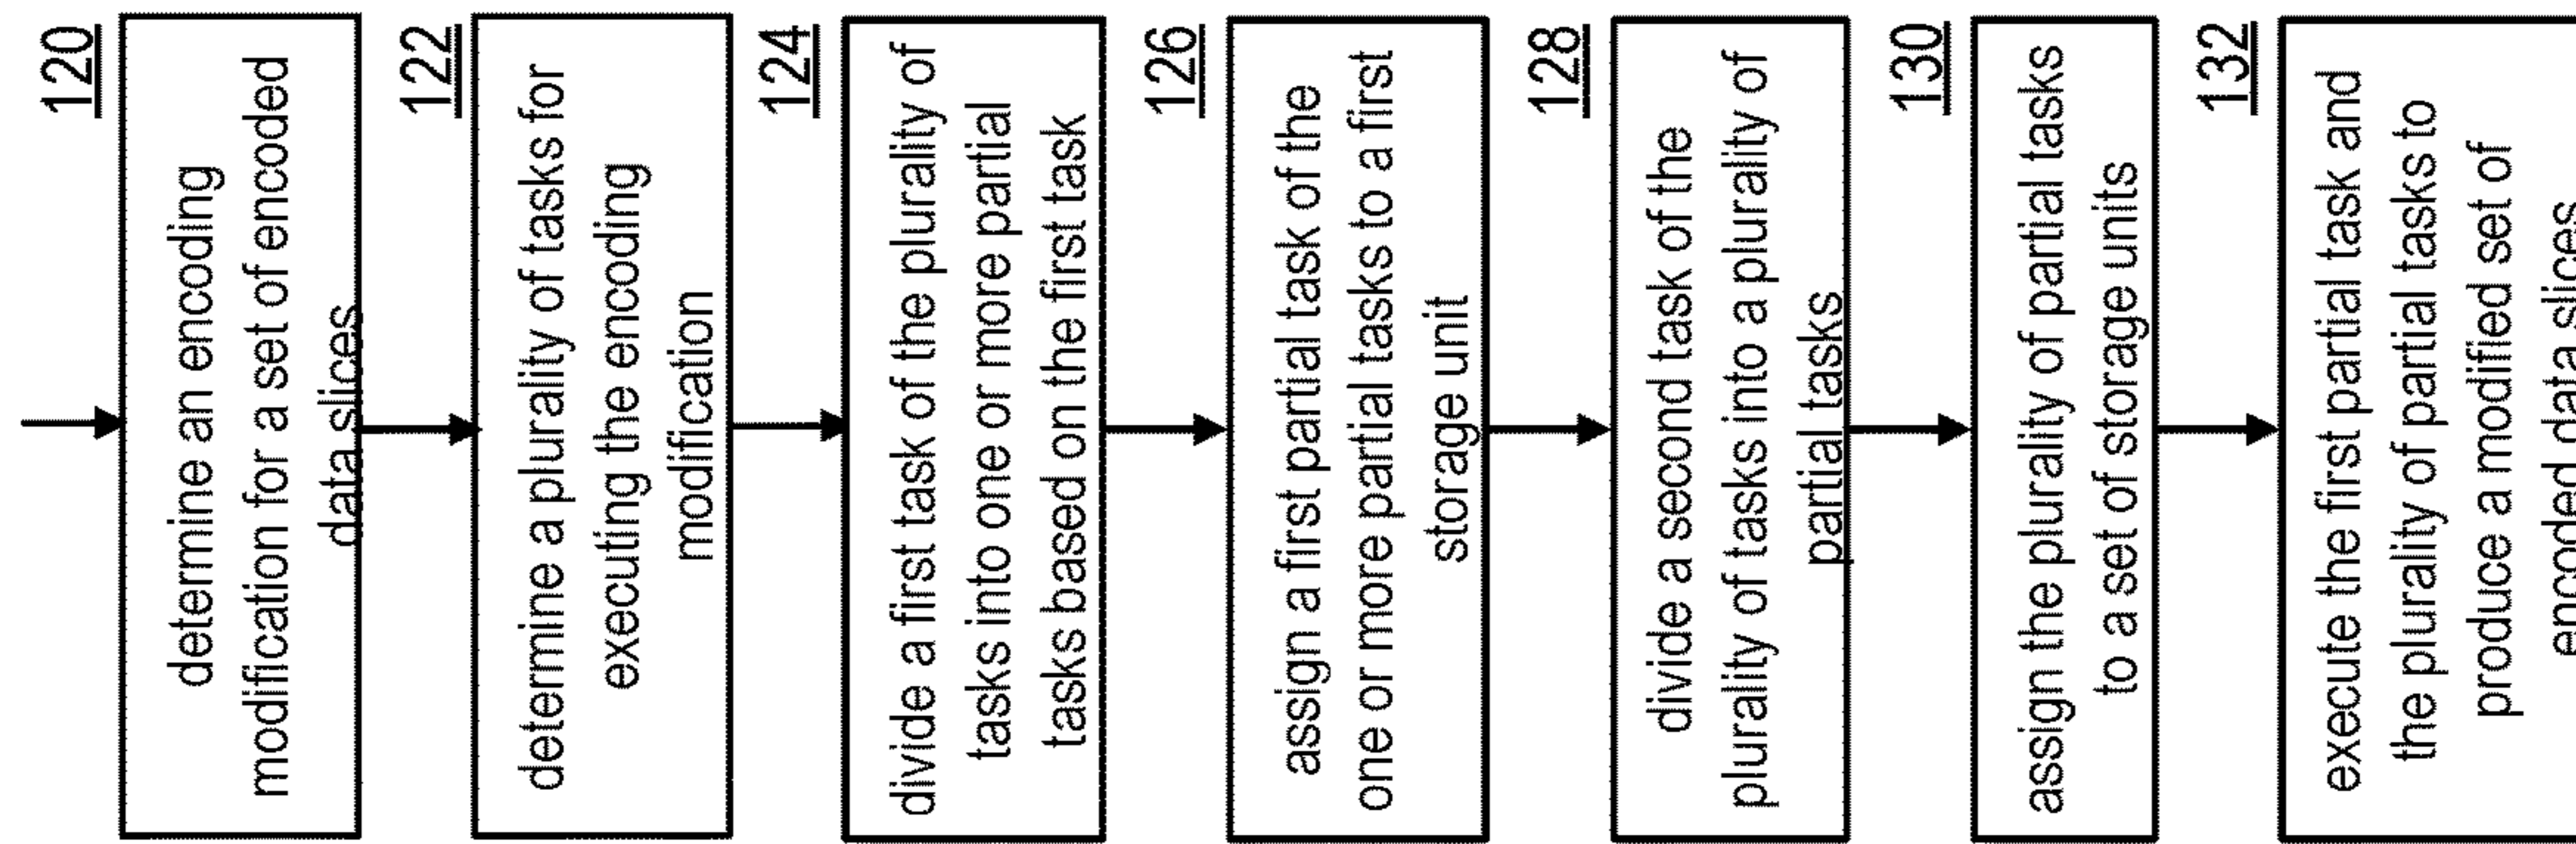 120
determine an encoding
modification for a set of encoded
data slices
122
determine a plurality of tasks for
executing the encoding
modification
124
divide a first task of the plurality of
tasks into one or more partial
tasks based on the first task
126
assign a first partial task of the
one or more partial tasks to a first
storage unit
128
divide a second task of the
plurality of tasks into a plurality of
partial tasks
130
assign the plurality of partial tasks
to a set of storage units
132
execute the first partial task and
the plurality of partial tasks to
produce a modified set of
encoded data slices